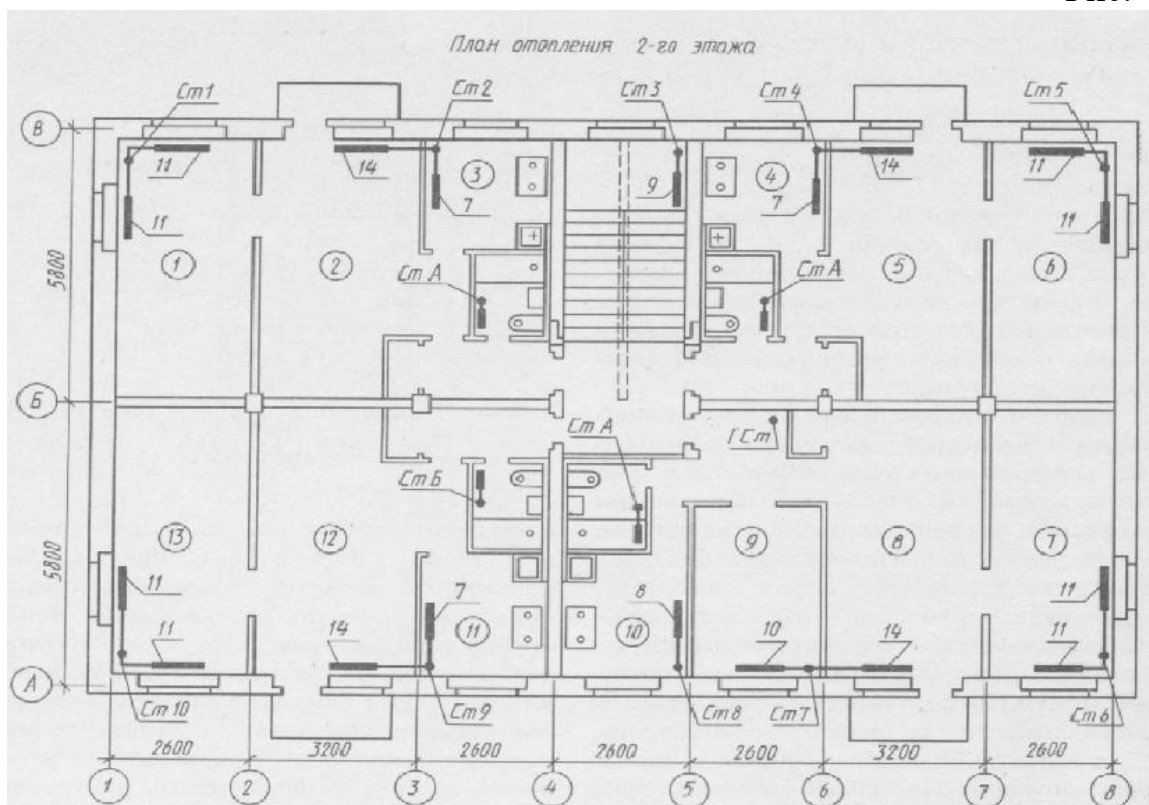 План отопления 2-го этажа
Ст1 Ст2 Ст3 Ст4 Ст5
В
11 14 3 9 4 14 11
11 7 7 11
1 2 5 6
5800
Ст А Ст А
Б
Ст А ГСт
Ст Б
13 12 9 8 7
5800
11 7 11 8 10 11
11 14 10 14 11
А
Ст10 Ст9 Ст8 Ст7 Ст6
2600 3200 2600 2600 2600 3200 2600
1 2 3 4 5 6 7 8